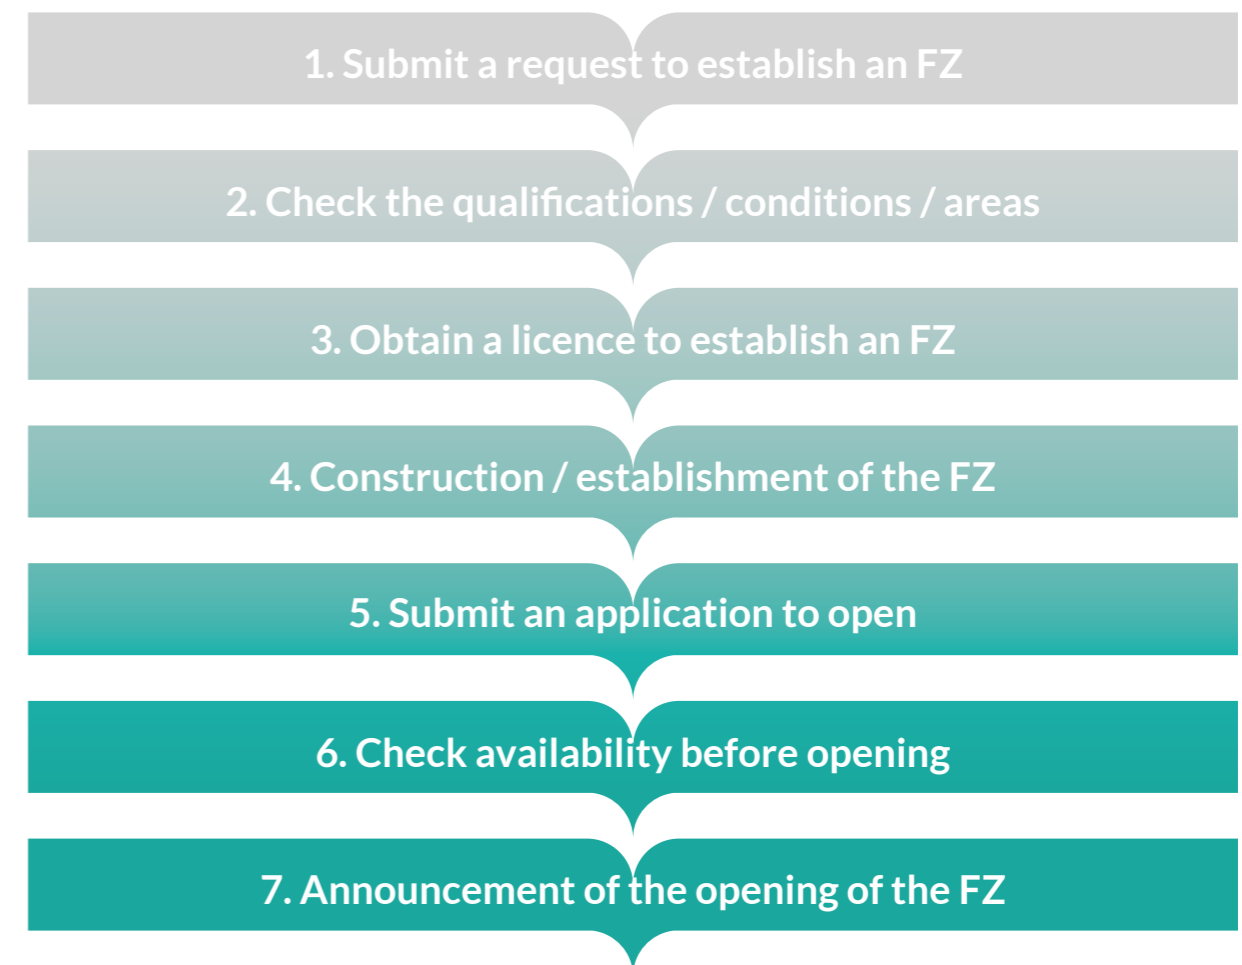 1. Submit a request to establish an FZ
2. Check the qualifications / conditions / areas
3. Obtain a licence to establish an FZ
4. Construction / establishment of the FZ
5. Submit an application to open
6. Check availability before opening
7. Announcement of the opening of the FZ